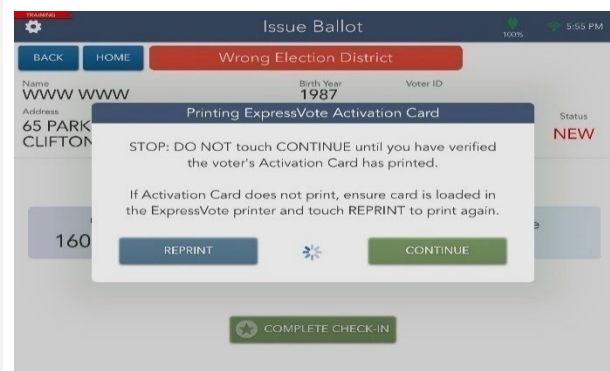 TRAINING
Issue Ballot
100%
5:55 PM
BACK
HOME
Wrong Election District
Name
WWW WWW
Birth Year
1987
Voter ID
Address
65 PARK
CLIFTON
Status
NEW
Printing ExpressVote Activation Card
STOP: DO NOT touch CONTINUE until you have verified
the voter's Activation Card has printed.
If Activation Card does not print, ensure card is loaded in
the ExpressVote printer and touch REPRINT to print again.
REPRINT
CONTINUE
160
COMPLETE CHECK-IN